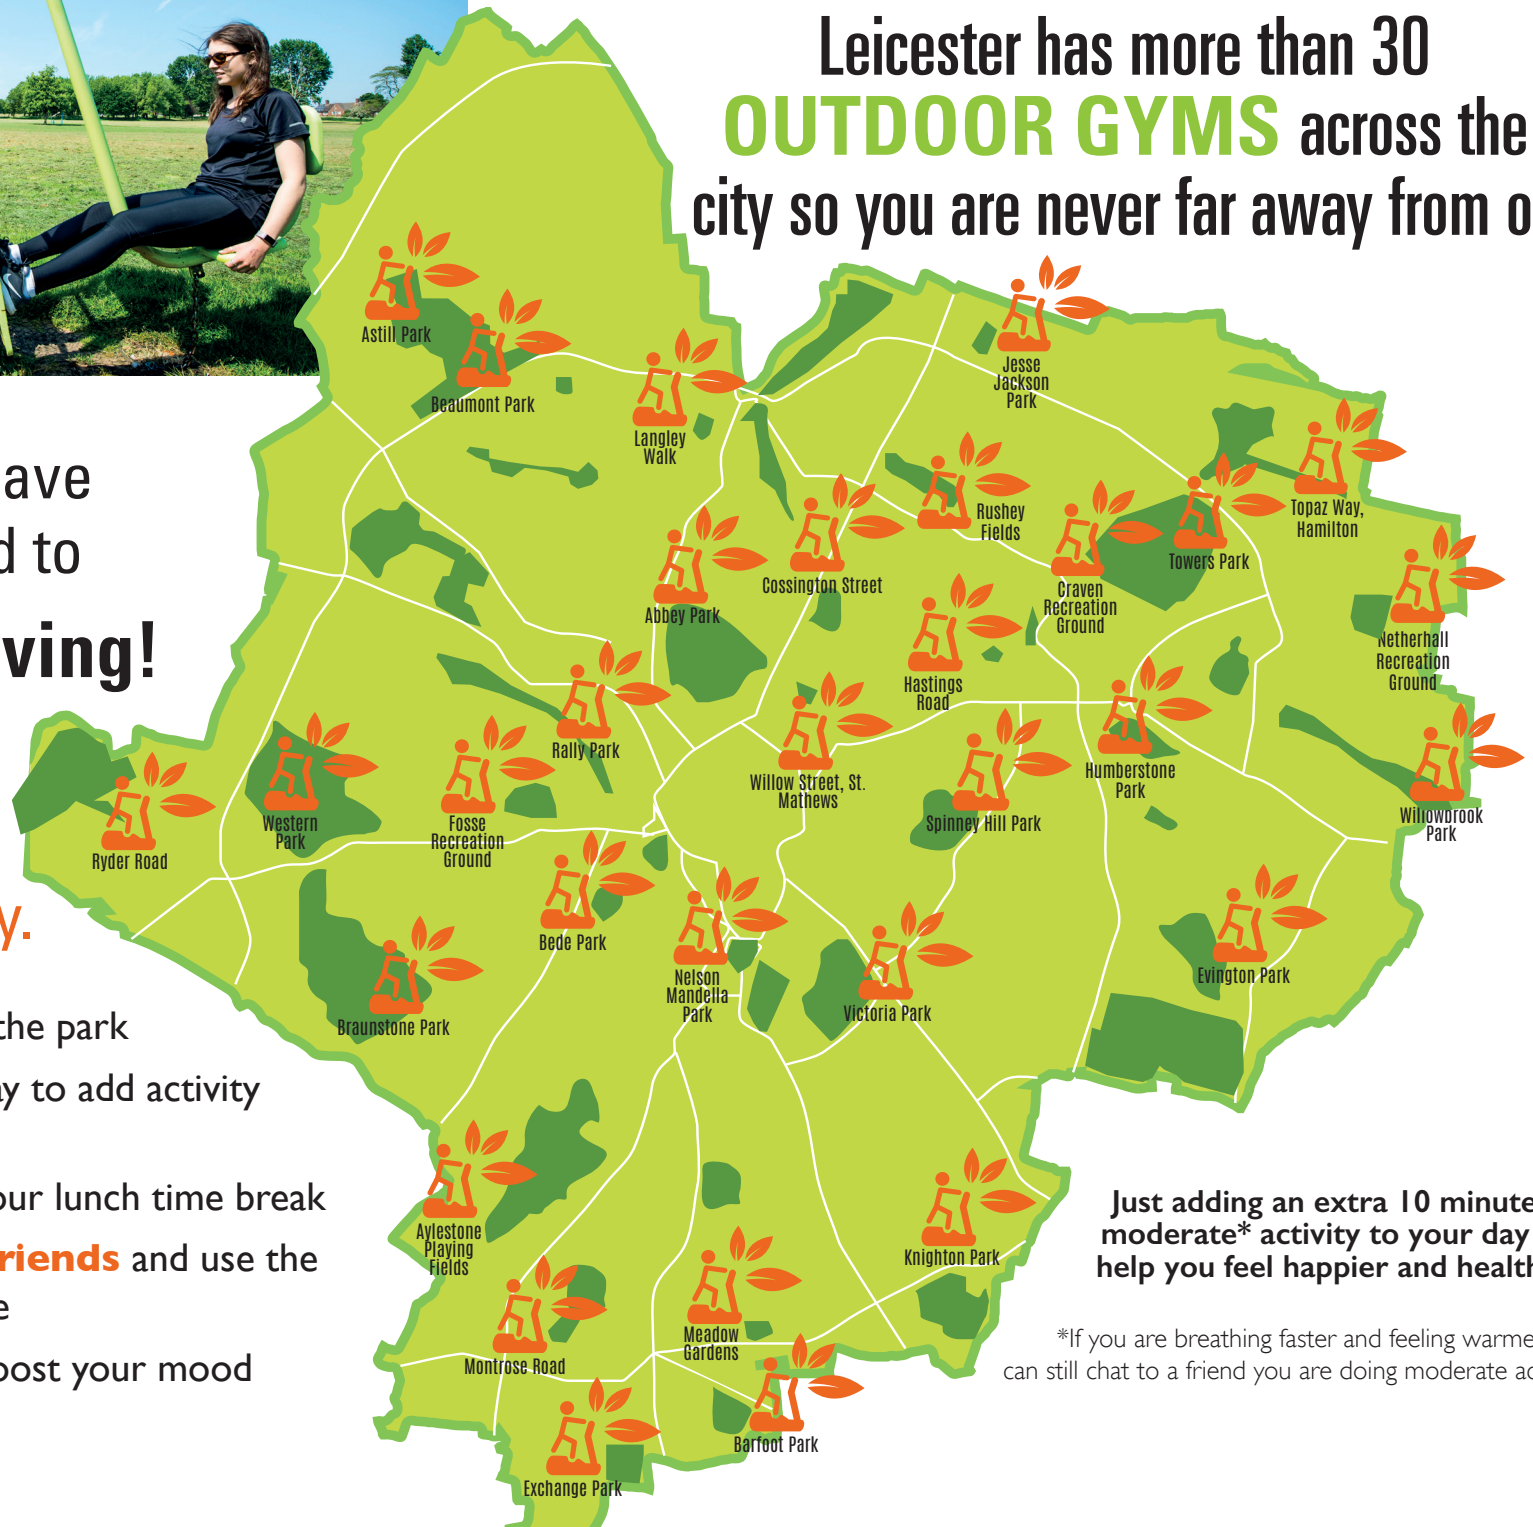 Leicester has more than 30
OUTDOOR GYMS across the
city so you are never far away from o
Astill Park
Beaumont Park
Langley
Walk
Jesse
Jackson
Park
Rushey
Fields
Topaz Way,
Hamilton
Towers Park
Cossington Street
Craven
Recreation
Ground
Abbey Park
Netherhall
Recreation
Ground
Hastings
Road
Rally Park
Willow Street, St.
Mathews
Humberstone
Park
Spinney Hill Park
Willowbrook
Park
Western
Park
Fosse
Recreation
Ground
Ryder Road
Bede Park
Nelson
Mandella
Park
Evington Park
Braunstone Park
Victoria Park
Aylestone
Playing
Fields
Knighton Park
Meadow
Gardens
Montrose Road
Barfoot Park
Exchange Park
ave
d to
ving!
y.
the park
ay to add activity
our lunch time break
riends and use the
e
oost your mood
Just adding an extra 10 minute
moderate* activity to your day
help you feel happier and health
*If you are breathing faster and feeling warme
can still chat to a friend you are doing moderate ac